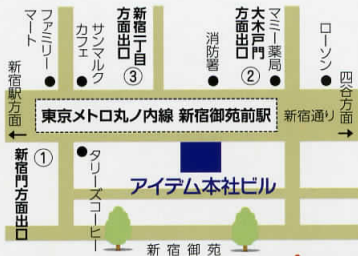 ファミリーマート
サンマルクカフェ
新宿一丁目方面出口
③
消防署
大木戸門方面出口
②
マミー薬局
ローソン
新宿駅方面
東京メトロ丸ノ内線 新宿御苑前駅
新宿通り
四谷方面
新宿門方面出口
①
タリーズコーヒー
アイデム本社ビル
新宿御苑